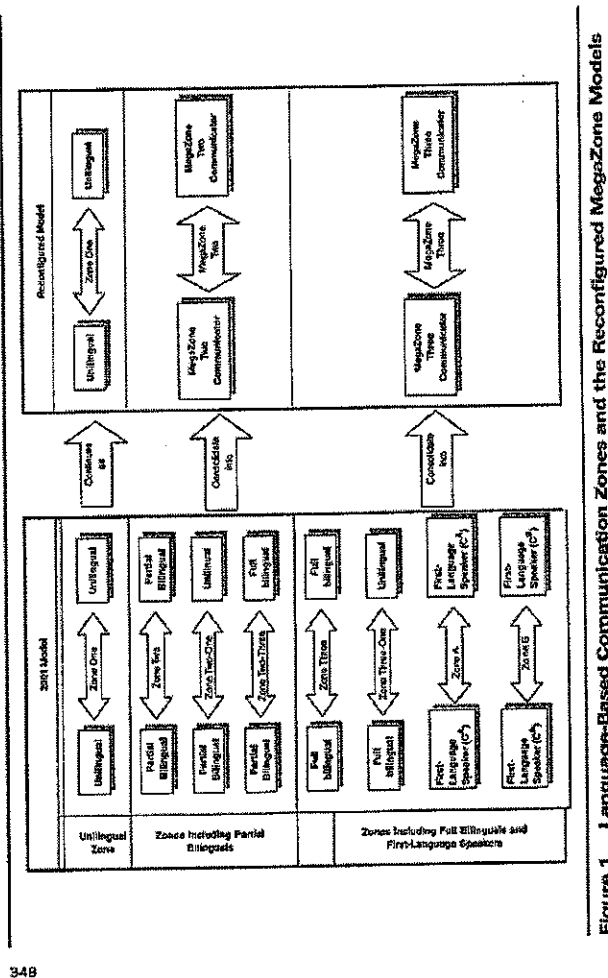 348
2001 Model
Reconfigured Model
Unilingual
Zone
Unilingual
Zone One
Unilingual
Continues
as
Unilingual
Zone One
Unilingual
Zones Including Partial
Bilinguals
Partial
Bilingual
Zone Two
Partial
Bilingual
Partial
Bilingual
Zone Two-One
Unilingual
Partial
Bilingual
Zone Two-Three
Full
bilingual
Consolidate
into
MegaZone
Two
Communicator
MegaZone
Two
MegaZone
Two
Communicator
Zones Including Full Bilinguals and
First-Language Speakers
Full
bilingual
Zone Three
Full
bilingual
Full
bilingual
Zone Three-One
Unilingual
First-
Language
Speaker (Cᴬ)
Zone A
First-
Language
Speaker
First-
Language
Speaker
Zone
First-
Language
Speaker (Cᴮ)
Consolidate
into
MegaZone
Three
Communicator
MegaZone
Three
MegaZone
Three
Communicator
Figure 1 Language-Based Communication Zones and the Reconfigured MegaZone Models